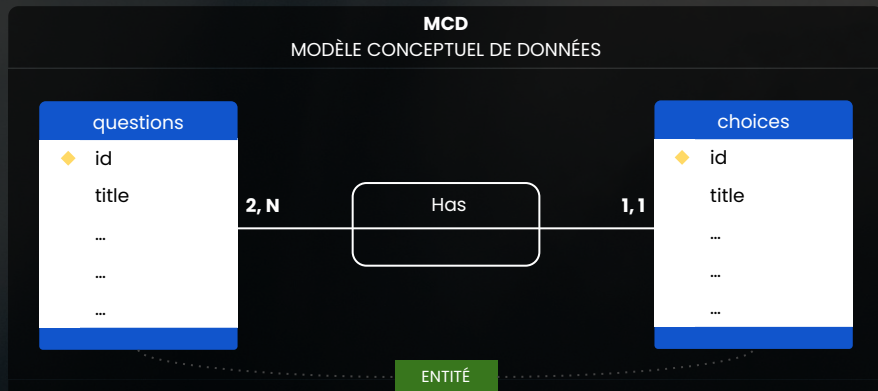 MCD
MODÈLE CONCEPTUEL DE DONNÉES
questions
id
title
...
...
...
2, N
Has
1, 1
choices
id
title
...
...
...
ENTITÉ